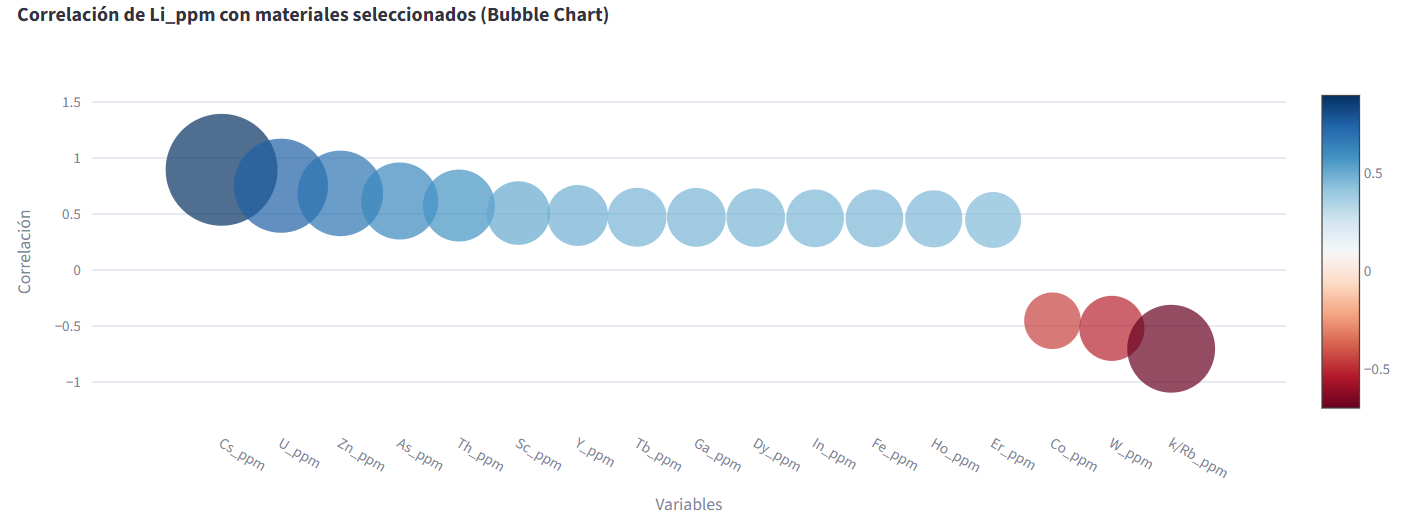 Correlación de Li_ppm con materiales seleccionados (Bubble Chart)
1.5
1
0.5
0
−0.5
−1
Correlación
Cs_ppm
U_ppm
Zn_ppm
As_ppm
Th_ppm
Sc_ppm
Y_ppm
Tb_ppm
Ga_ppm
Dy_ppm
In_ppm
Fe_ppm
Ho_ppm
Er_ppm
Co_ppm
W_ppm
k/Rb_ppm
Variables
0.5
0
−0.5